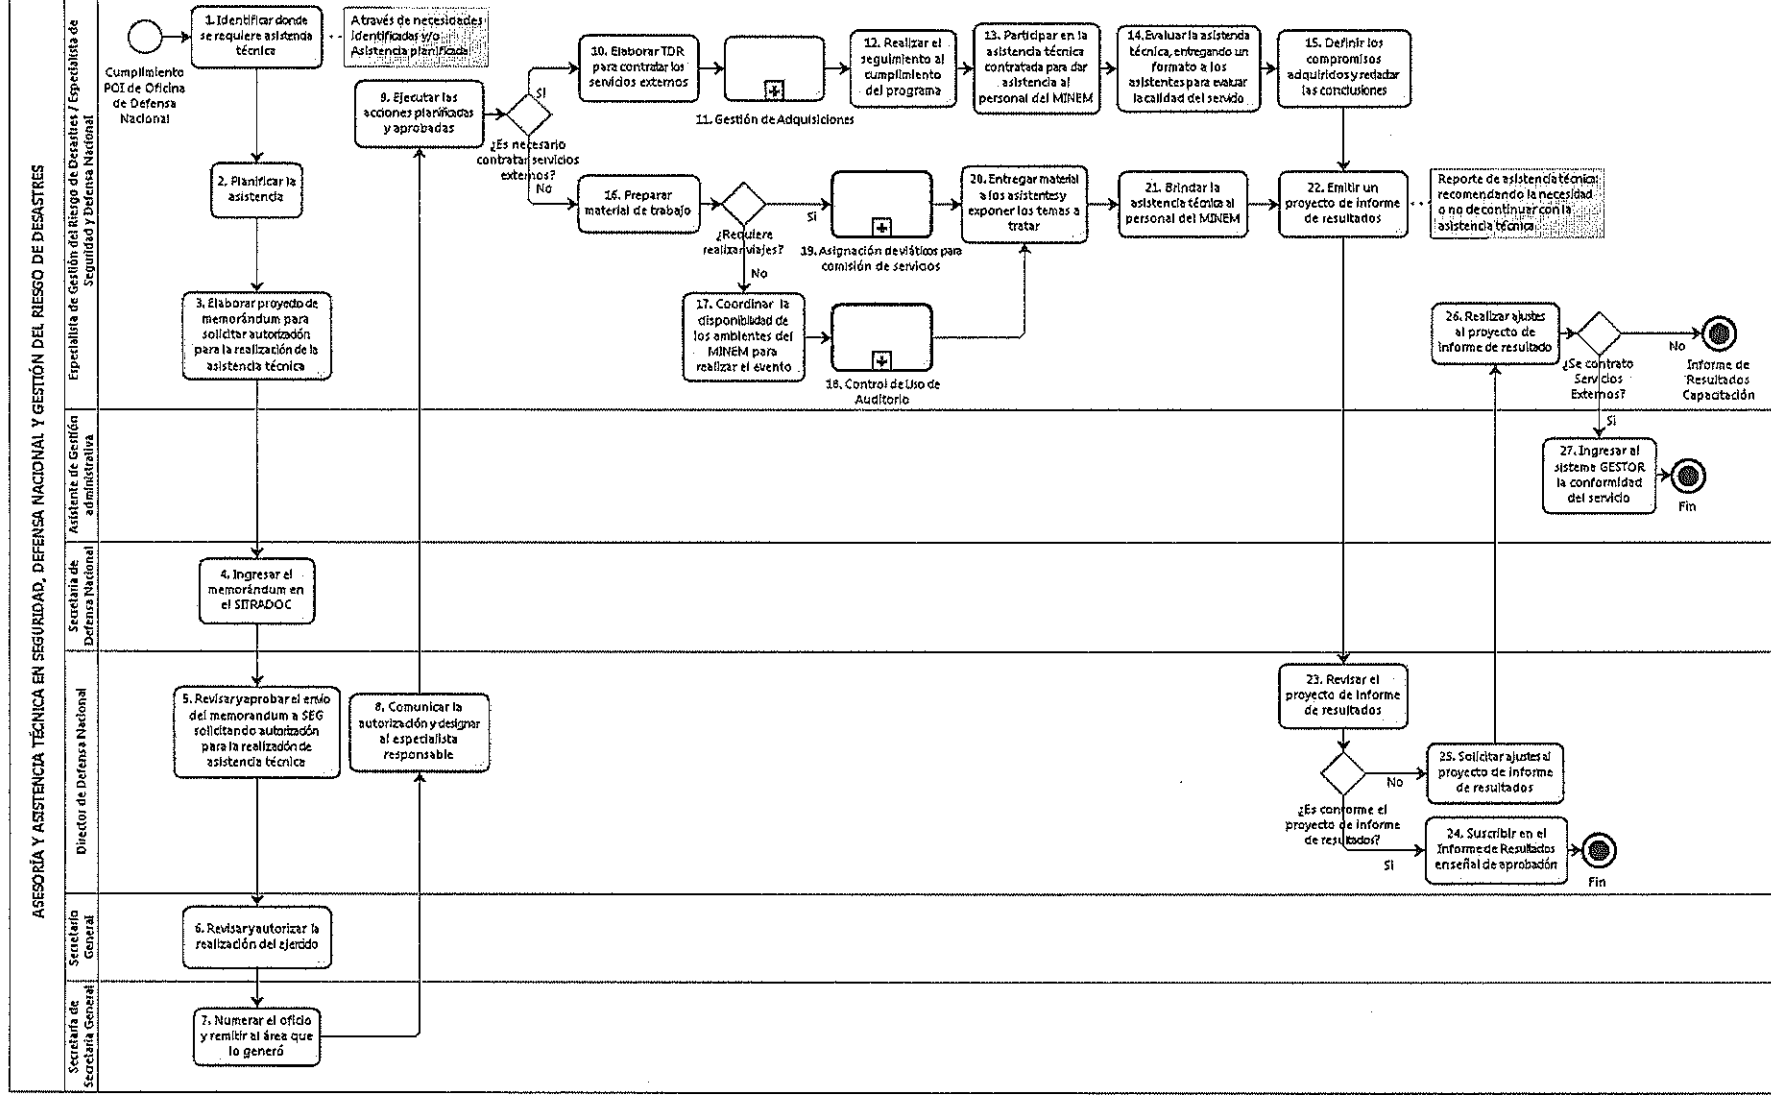 ASESORÍA Y ASISTENCIA TÉCNICA EN SEGURIDAD, DEFENSA NACIONAL Y GESTIÓN DEL RIESGO DE DESASTRES
Especialista de Gestión del Riesgo de Desastres / Especialista de
Seguridad y Defensa Nacional
Cumplimiento
POI de Oficina
de Defensa
Nacional
1. Identificar donde
se requiere asistencia
técnica
Através de necesidades
identificadas y/o
Asistencia planificada
2. Planificar la
asistencia
3. Elaborar proyecto de
memorándum para
solicitar autorización
para la realización de la
asistencia técnica
9. Ejecutar las
acciones planificadas
y aprobadas
¿Es necesario
contratar servicios
externos?
Si
No
10. Elaborar TDR
para contratar los
servicios externos
11. Gestión de Adquisiciones
12. Realizar el
seguimiento al
cumplimiento
del programa
13. Participar en la
asistencia técnica
contratada para dar
asistencia al
personal del MINEM
14. Evaluar la asistencia
técnica, entregando un
formato a los
asistentes para evaluar
la calidad del servicio
15. Definir los
compromisos
adquiridos y redactar
las conclusiones
16. Preparar
material de trabajo
¿Requiere
realizar viajes?
Si
No
17. Coordinar la
disponibilidad de
los ambientes del
MINEM para
realizar el evento
18. Control de Uso de
Auditorio
19. Asignación de viáticos para
comisión de servicios
20. Entregar material
a los asistentes y
exponer los temas a
tratar
21. Brindar la
asistencia técnica al
personal del MINEM
22. Emitir un
proyecto de informe
de resultados
Reporte de asistencia técnica
recomendando la necesidad
o no de continuar con la
asistencia técnica
26. Realizar ajustes
al proyecto de
informe de resultado
¿Se contrato
Servicios
Externos?
No
Si
Informe de
Resultados
Capacitación
Asistente de Gestión
administrativa
27. Ingresar al
sistema GESTOR
la conformidad
del servicio
Fin
Secretaria de
Defensa Nacional
4. Ingresar el
memorándum en
el SITRADOC
Director de Defensa Nacional
5. Revisar y aprobar el envío
del memorandum a SEG
solicitando autorización
para la realización de
asistencia técnica
8. Comunicar la
autorización y designar
al especialista
responsable
23. Revisar el
proyecto de informe
de resultados
¿Es conforme el
proyecto de informe
de resultados?
No
Si
25. Solicitar ajustes al
proyecto de informe
de resultados
24. Suscribir en el
Informe de Resultados
en señal de aprobación
Fin
Secretario
General
6. Revisar y autorizar la
realización del ejercido
Secretaría de
Secretaría General
7. Numerar el oficio
y remitir al área que
lo generó